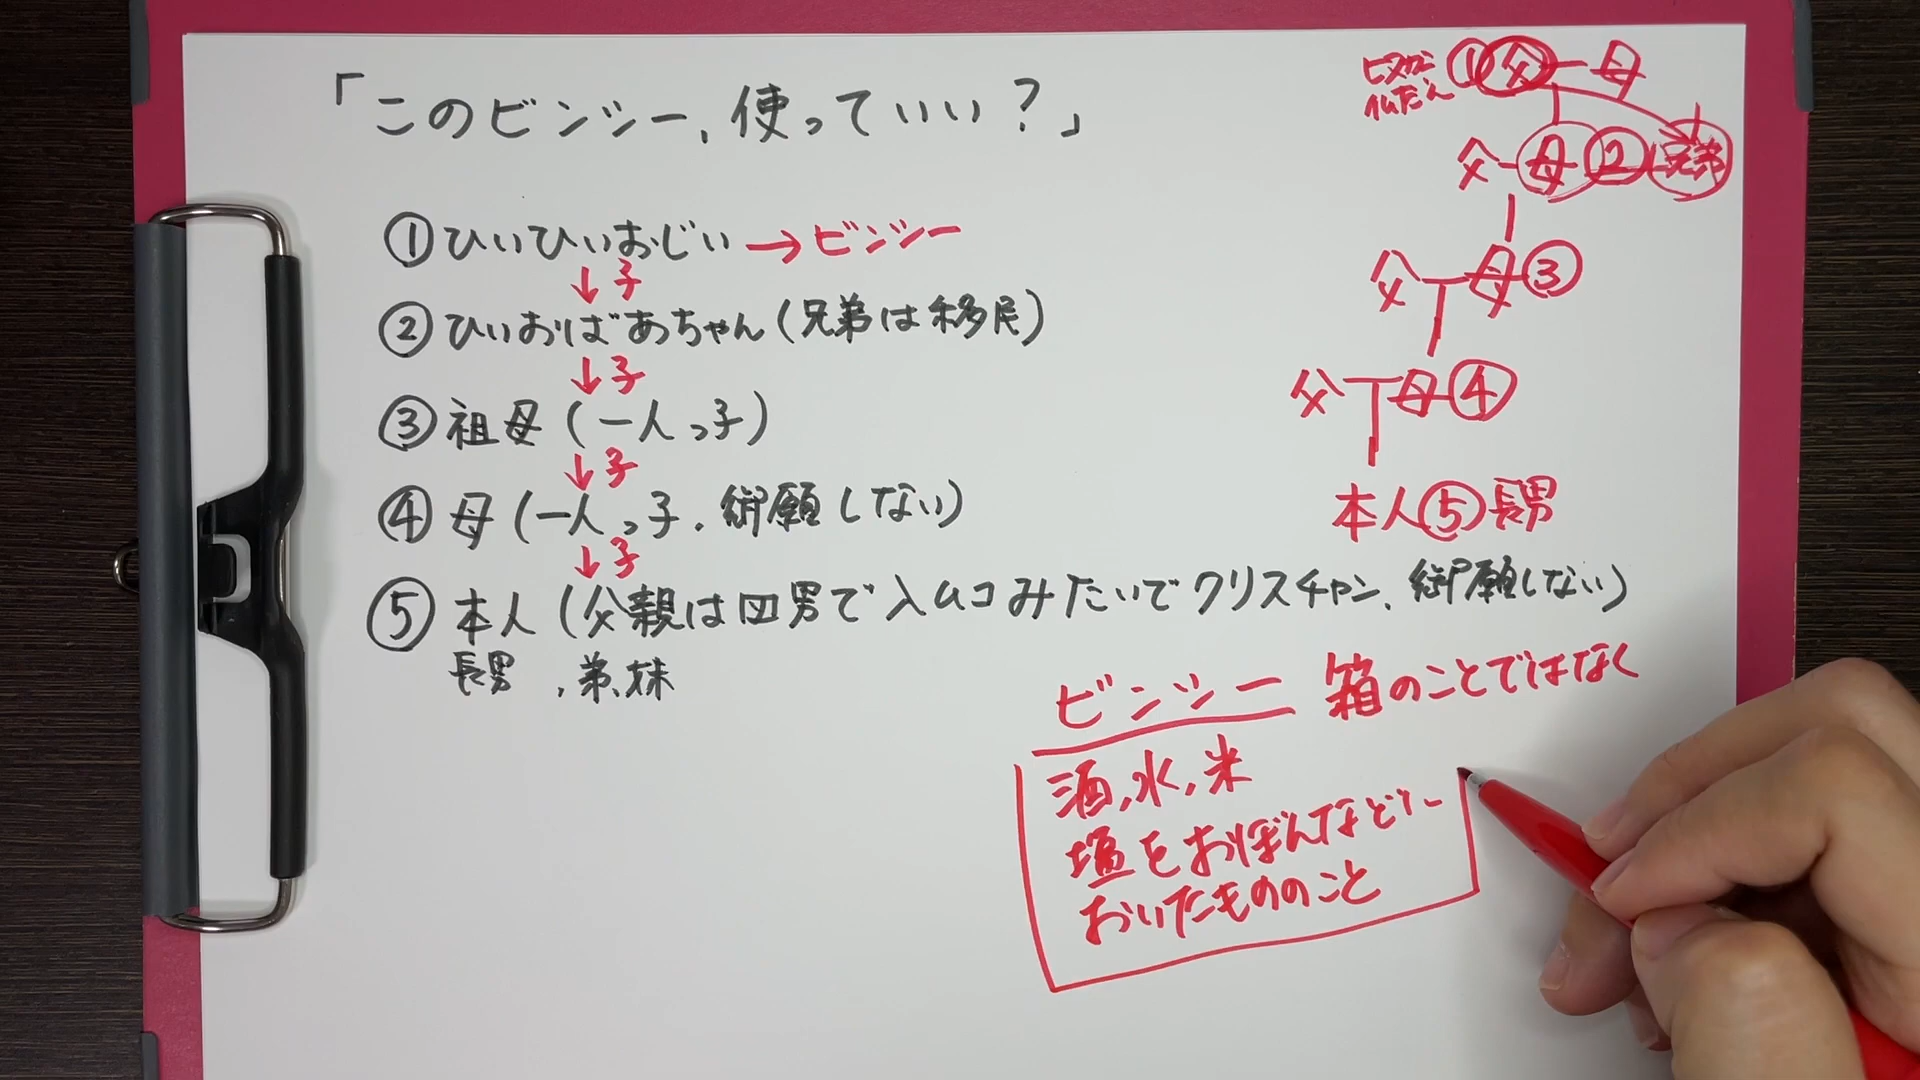 「このビンシー、使っていい？」
①ひいひいおじい→ビンシー
↓子
②ひいおばあちゃん(兄弟は移民)
↓子
③祖母(一人っ子)
↓子
④母(一人っ子、御願しない)
↓子
⑤本人(父親は四男で入ムコみたいでクリスチャン、御願しない)
長男、弟、妹
①父ー母
仏だん
父ー母②兄弟
父ー母③
父ー母④
本人⑤長男
ビンシー 箱のことではなく
酒、水、米
塩をおぼんなどに
おいたもののこと